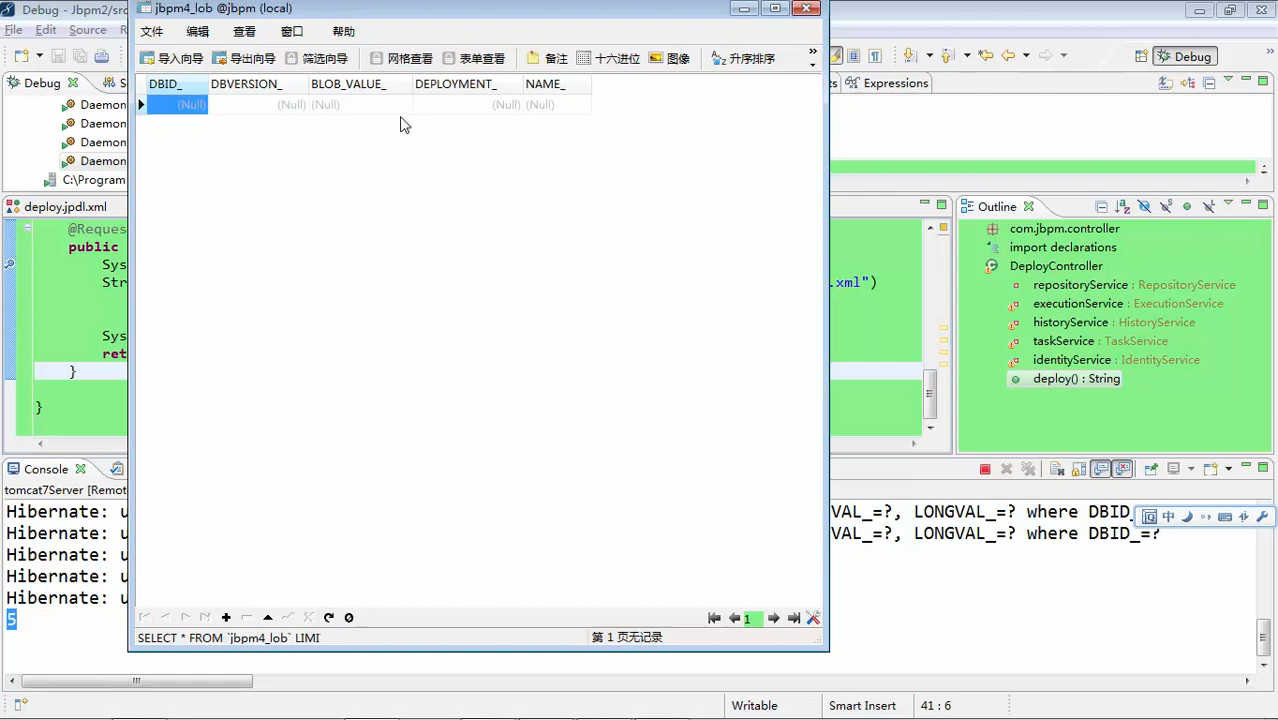 Debug - Jbpm2/src
jbpm4_lob @jbpm (local)
File Edit Source
文件 编辑 查看 窗口 帮助
导入向导 导出向导 筛选向导 网格查看 表单查看 备注 十六进位 图像 升序排序
Debug
Debug
Expressions
DBID_ DBVERSION_ BLOB_VALUE_ DEPLOYMENT_ NAME_
(Null) (Null) (Null) (Null) (Null)
Daemon
Daemon
Daemon
Daemon
C:\Program
deploy.jpdl.xml
Outline
@Reques
public
Sys
Str
.xml")
Sys
ret
}
}
com.jbpm.controller
import declarations
DeployController
repositoryService : RepositoryService
executionService : ExecutionService
historyService : HistoryService
taskService : TaskService
identityService : IdentityService
deploy() : String
Console
tomcat7Server [Remot
Hibernate: u
VAL_=?, LONGVAL_=? where DBID_
Hibernate: u
VAL_=?, LONGVAL_=? where DBID_=?
Hibernate: u
Hibernate: u
Hibernate: u
5
中
1
SELECT * FROM `jbpm4_lob` LIMI
第 1 页无记录
Writable
Smart Insert
41 : 6